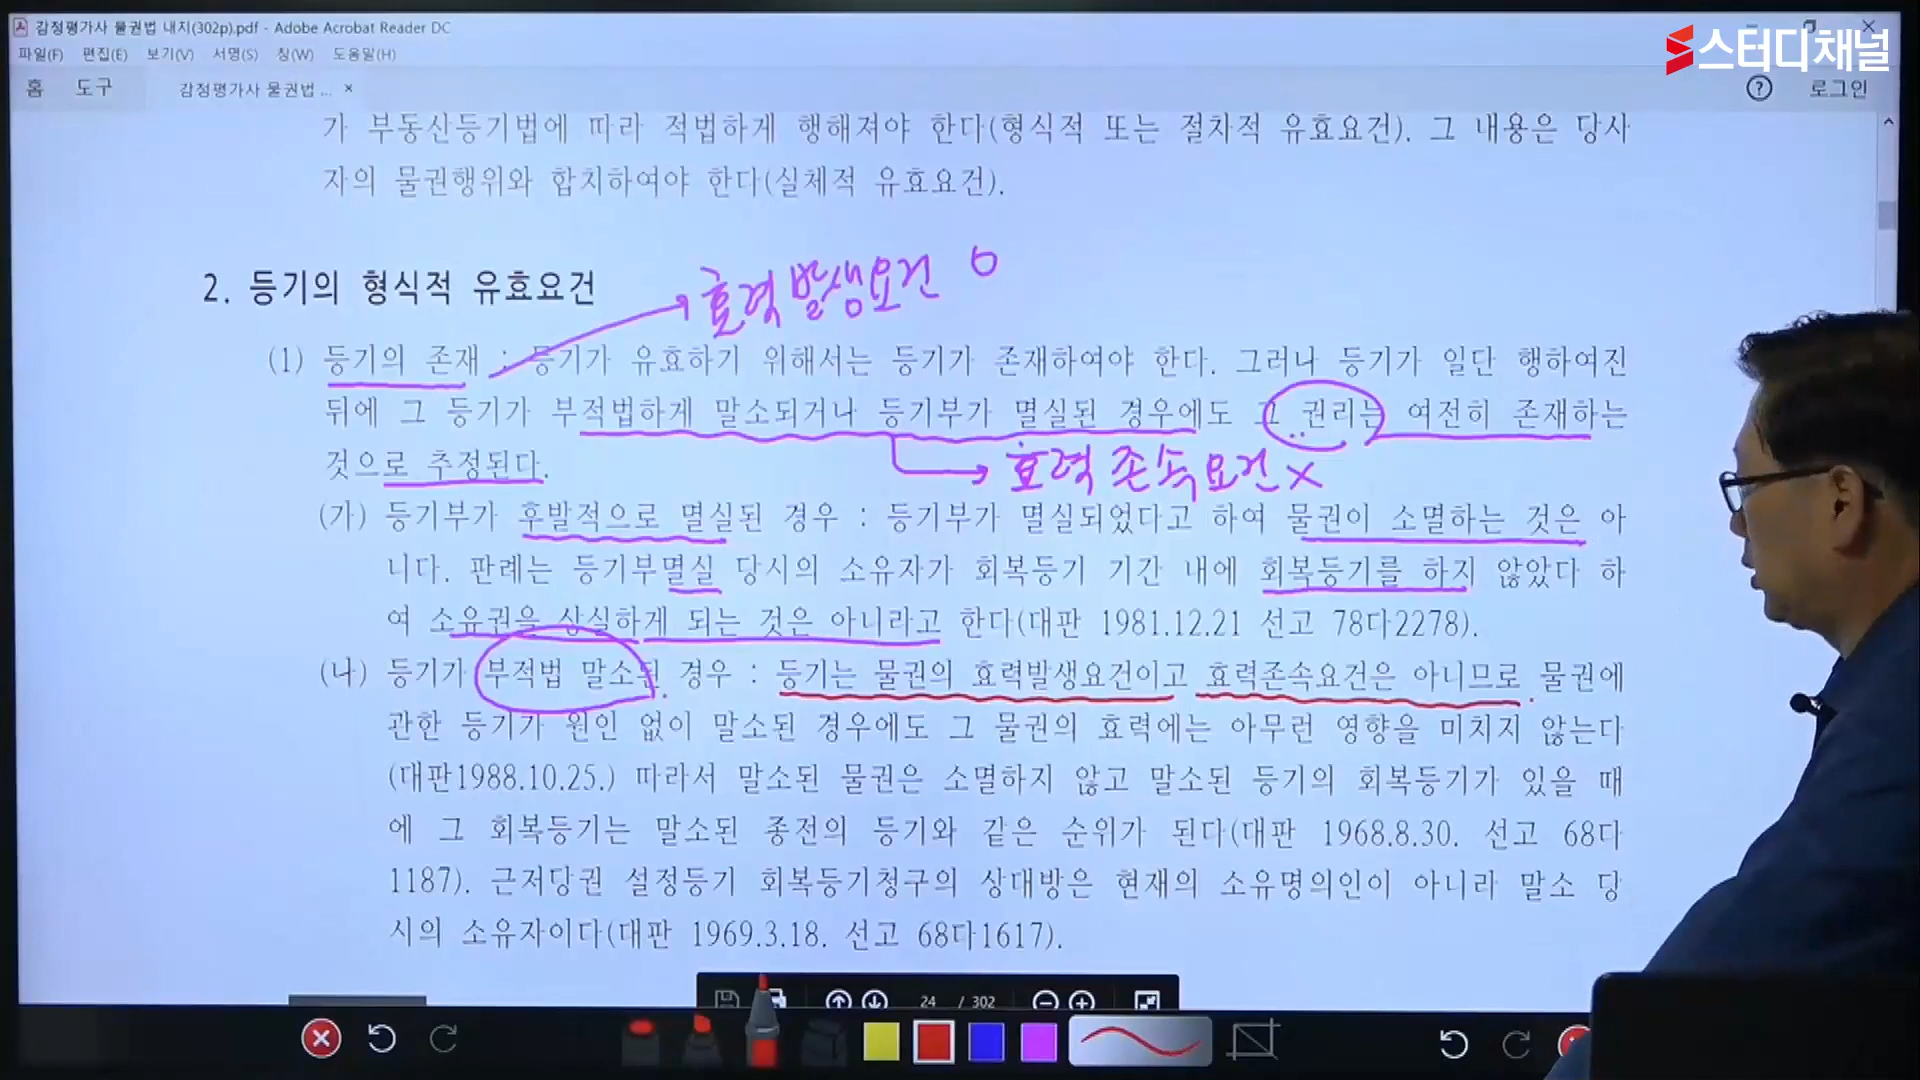 감정평가사 물권법 내지(302p).pdf - Adobe Acrobat Reader DC
파일(F) 편집(E) 보기(V) 서명(S) 창(W) 도움말(H)
스터디채널
홈 도구 감정평가사 물권법 ... × ? 로그인
가 부동산등기법에 따라 적법하게 행해져야 한다(형식적 또는 절차적 유효요건). 그 내용은 당사
자의 물권행위와 합치하여야 한다(실체적 유효요건).
효력발생요건 O
2. 등기의 형식적 유효요건
(1) 등기의 존재 : 등기가 유효하기 위해서는 등기가 존재하여야 한다. 그러나 등기가 일단 행하여진
뒤에 그 등기가 부적법하게 말소되거나 등기부가 멸실된 경우에도 그 권리는 여전히 존재하는
것으로 추정된다.
효력존속요건 X
(가) 등기부가 후발적으로 멸실된 경우 : 등기부가 멸실되었다고 하여 물권이 소멸하는 것은 아
니다. 판례는 등기부멸실 당시의 소유자가 회복등기 기간 내에 회복등기를 하지 않았다 하
여 소유권을 상실하게 되는 것은 아니라고 한다(대판 1981.12.21 선고 78다2278).
(나) 등기가 부적법 말소된 경우 : 등기는 물권의 효력발생요건이고 효력존속요건은 아니므로 물권에
관한 등기가 원인 없이 말소된 경우에도 그 물권의 효력에는 아무런 영향을 미치지 않는다
(대판1988.10.25.) 따라서 말소된 물권은 소멸하지 않고 말소된 등기의 회복등기가 있을 때
에 그 회복등기는 말소된 종전의 등기와 같은 순위가 된다(대판 1968.8.30. 선고 68다
1187). 근저당권 설정등기 회복등기청구의 상대방은 현재의 소유명의인이 아니라 말소 당
시의 소유자이다(대판 1969.3.18. 선고 68다1617).
24 / 302